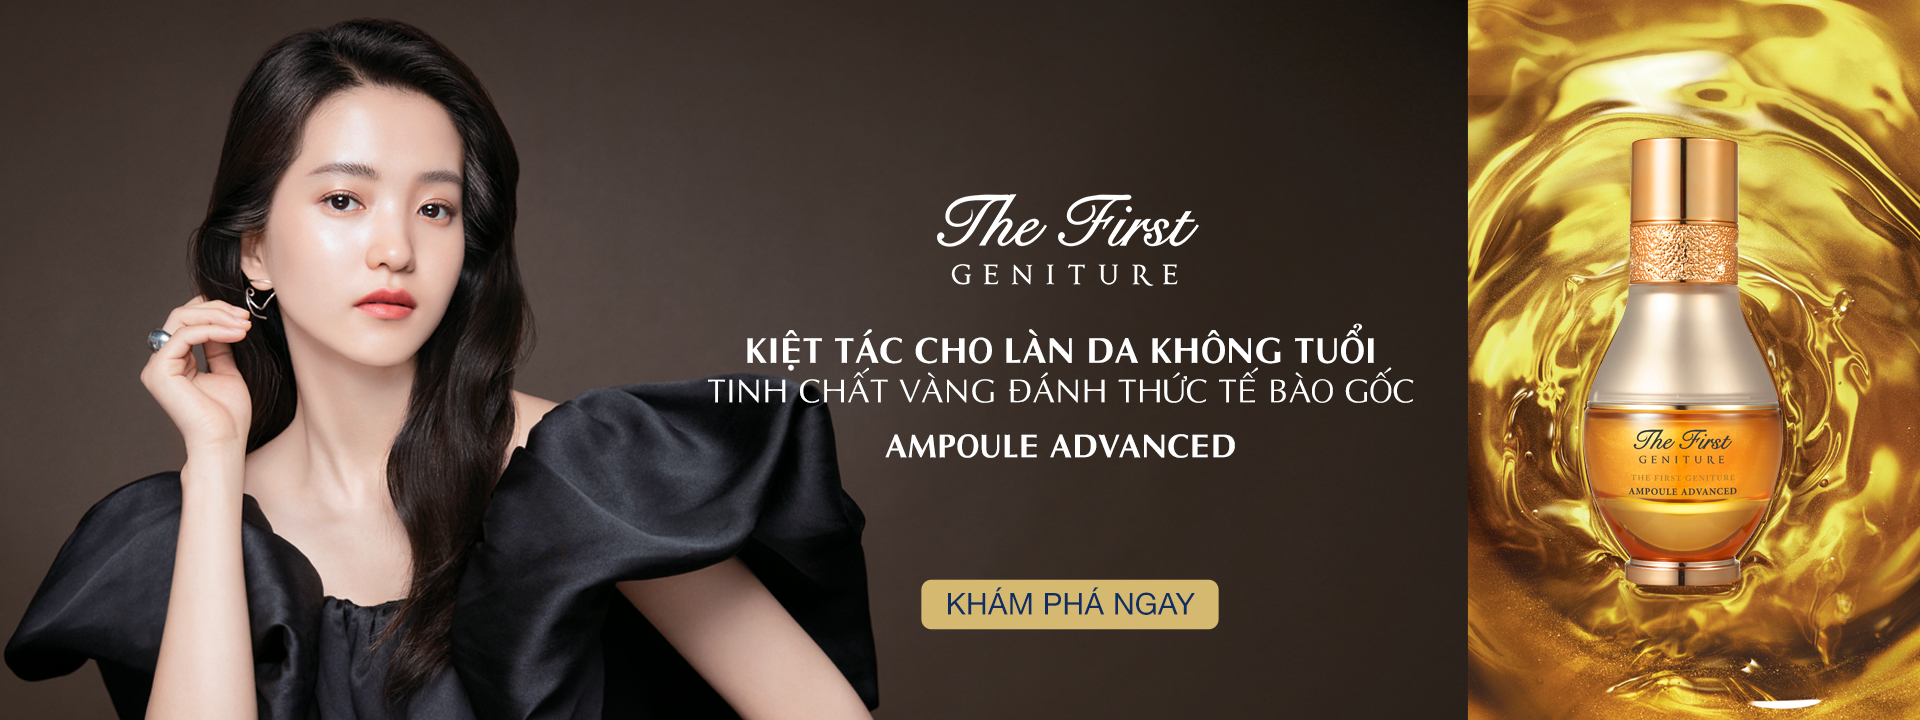 The First
GENITURE
KIỆT TÁC CHO LÀN DA KHÔNG TUỔI
TINH CHẤT VÀNG ĐÁNH THỨC TẾ BÀO GỐC
AMPOULE ADVANCED
KHÁM PHÁ NGAY
The First
GENITURE
THE FIRST GENITURE
AMPOULE ADVANCED